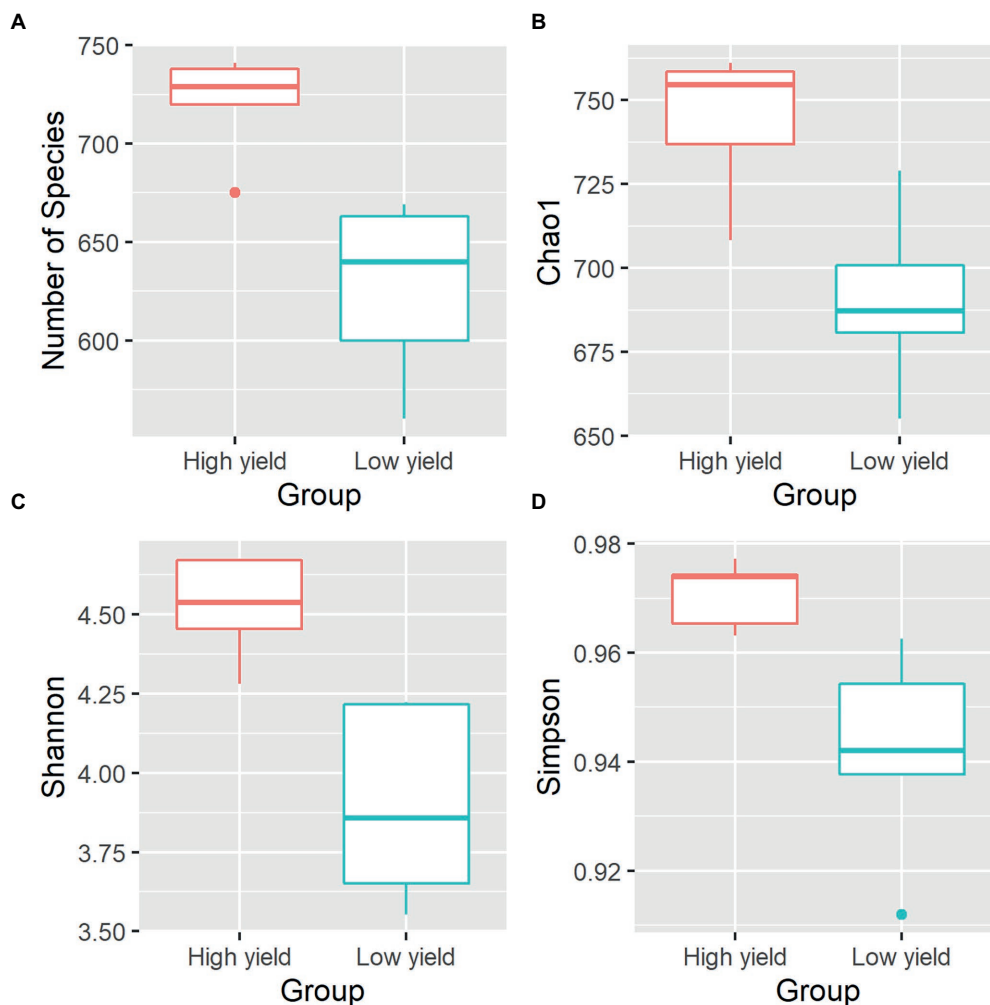 A
Number of Species
750
700
650
600
High yield Low yield
Group
B
Chao1
750
725
700
675
650
High yield Low yield
Group
C
Shannon
4.50
4.25
4.00
3.75
3.50
High yield Low yield
Group
D
Simpson
0.98
0.96
0.94
0.92
High yield Low yield
Group